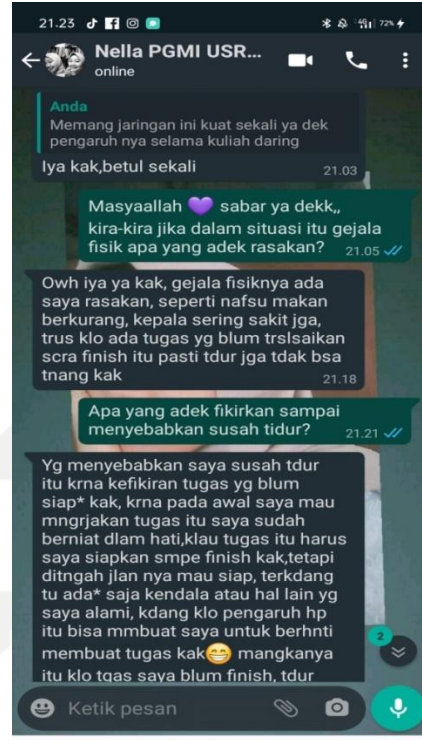 21.23
72%
Nella PGMI USR...
online
Anda
Memang jaringan ini kuat sekali ya dek
pengaruh nya selama kuliah daring
Iya kak,betul sekali
21.03
Masyaallah 💜 sabar ya dekk,,
kira-kira jika dalam situasi itu gejala
fisik apa yang adek rasakan?
21.05
Owh iya ya kak, gejala fisiknya ada
saya rasakan, seperti nafsu makan
berkurang, kepala sering sakit jga,
trus klo ada tugas yg blum trslsaikan
scra finish itu pasti tdur jga tdak bsa
tnang kak
21.18
Apa yang adek fikirkan sampai
menyebabkan susah tidur?
21.21
Yg menyebabkan saya susah tdur
itu krna kefikiran tugas yg blum
siap* kak, krna pada awal saya mau
mngrjakan tugas itu saya sudah
berniat dlam hati,klau tugas itu harus
saya siapkan smpe finish kak,tetapi
ditngah jlan nya mau siap, terkdang
tu ada* saja kendala atau hal lain yg
saya alami, kdang klo pengaruh hp
itu bisa mmbuat saya untuk berhnti
membuat tugas kak😁 mangkanya
itu klo tgas saya blum finish, tdur
2
Ketik pesan